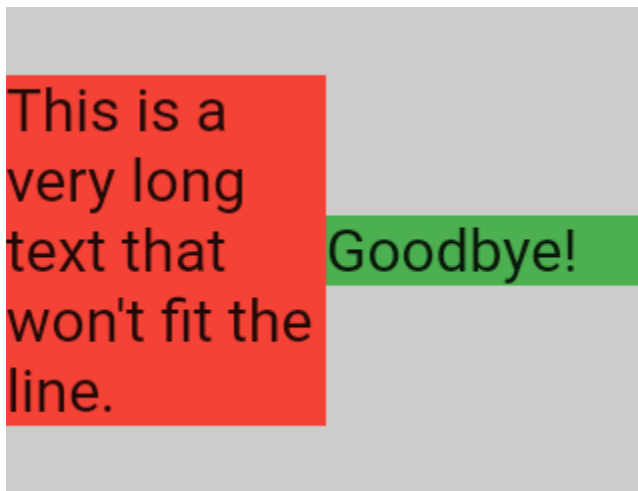 This is a
very long
text that
won't fit the
line.
Goodbye!